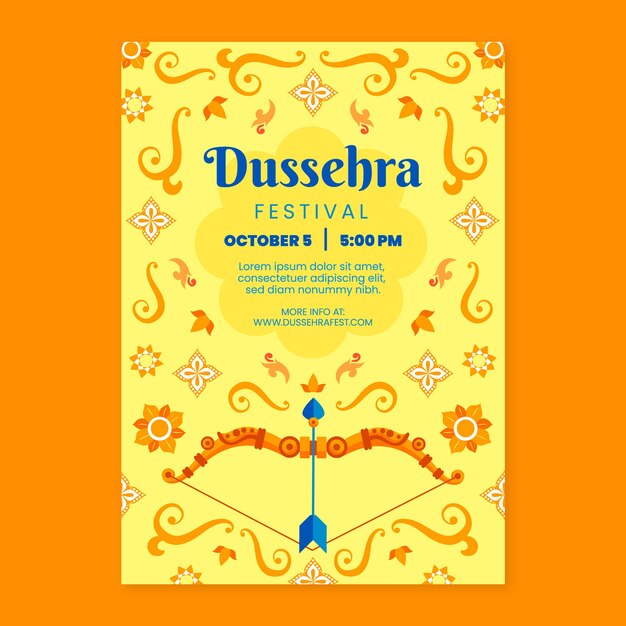 Dussehra
FESTIVAL
OCTOBER 5 | 5:00 PM
Lorem ipsum dolor sit amet,
consectetuer adipiscing elit,
sed diam nonummy nibh.
MORE INFO AT:
WWW.DUSSEHRAFEST.COM